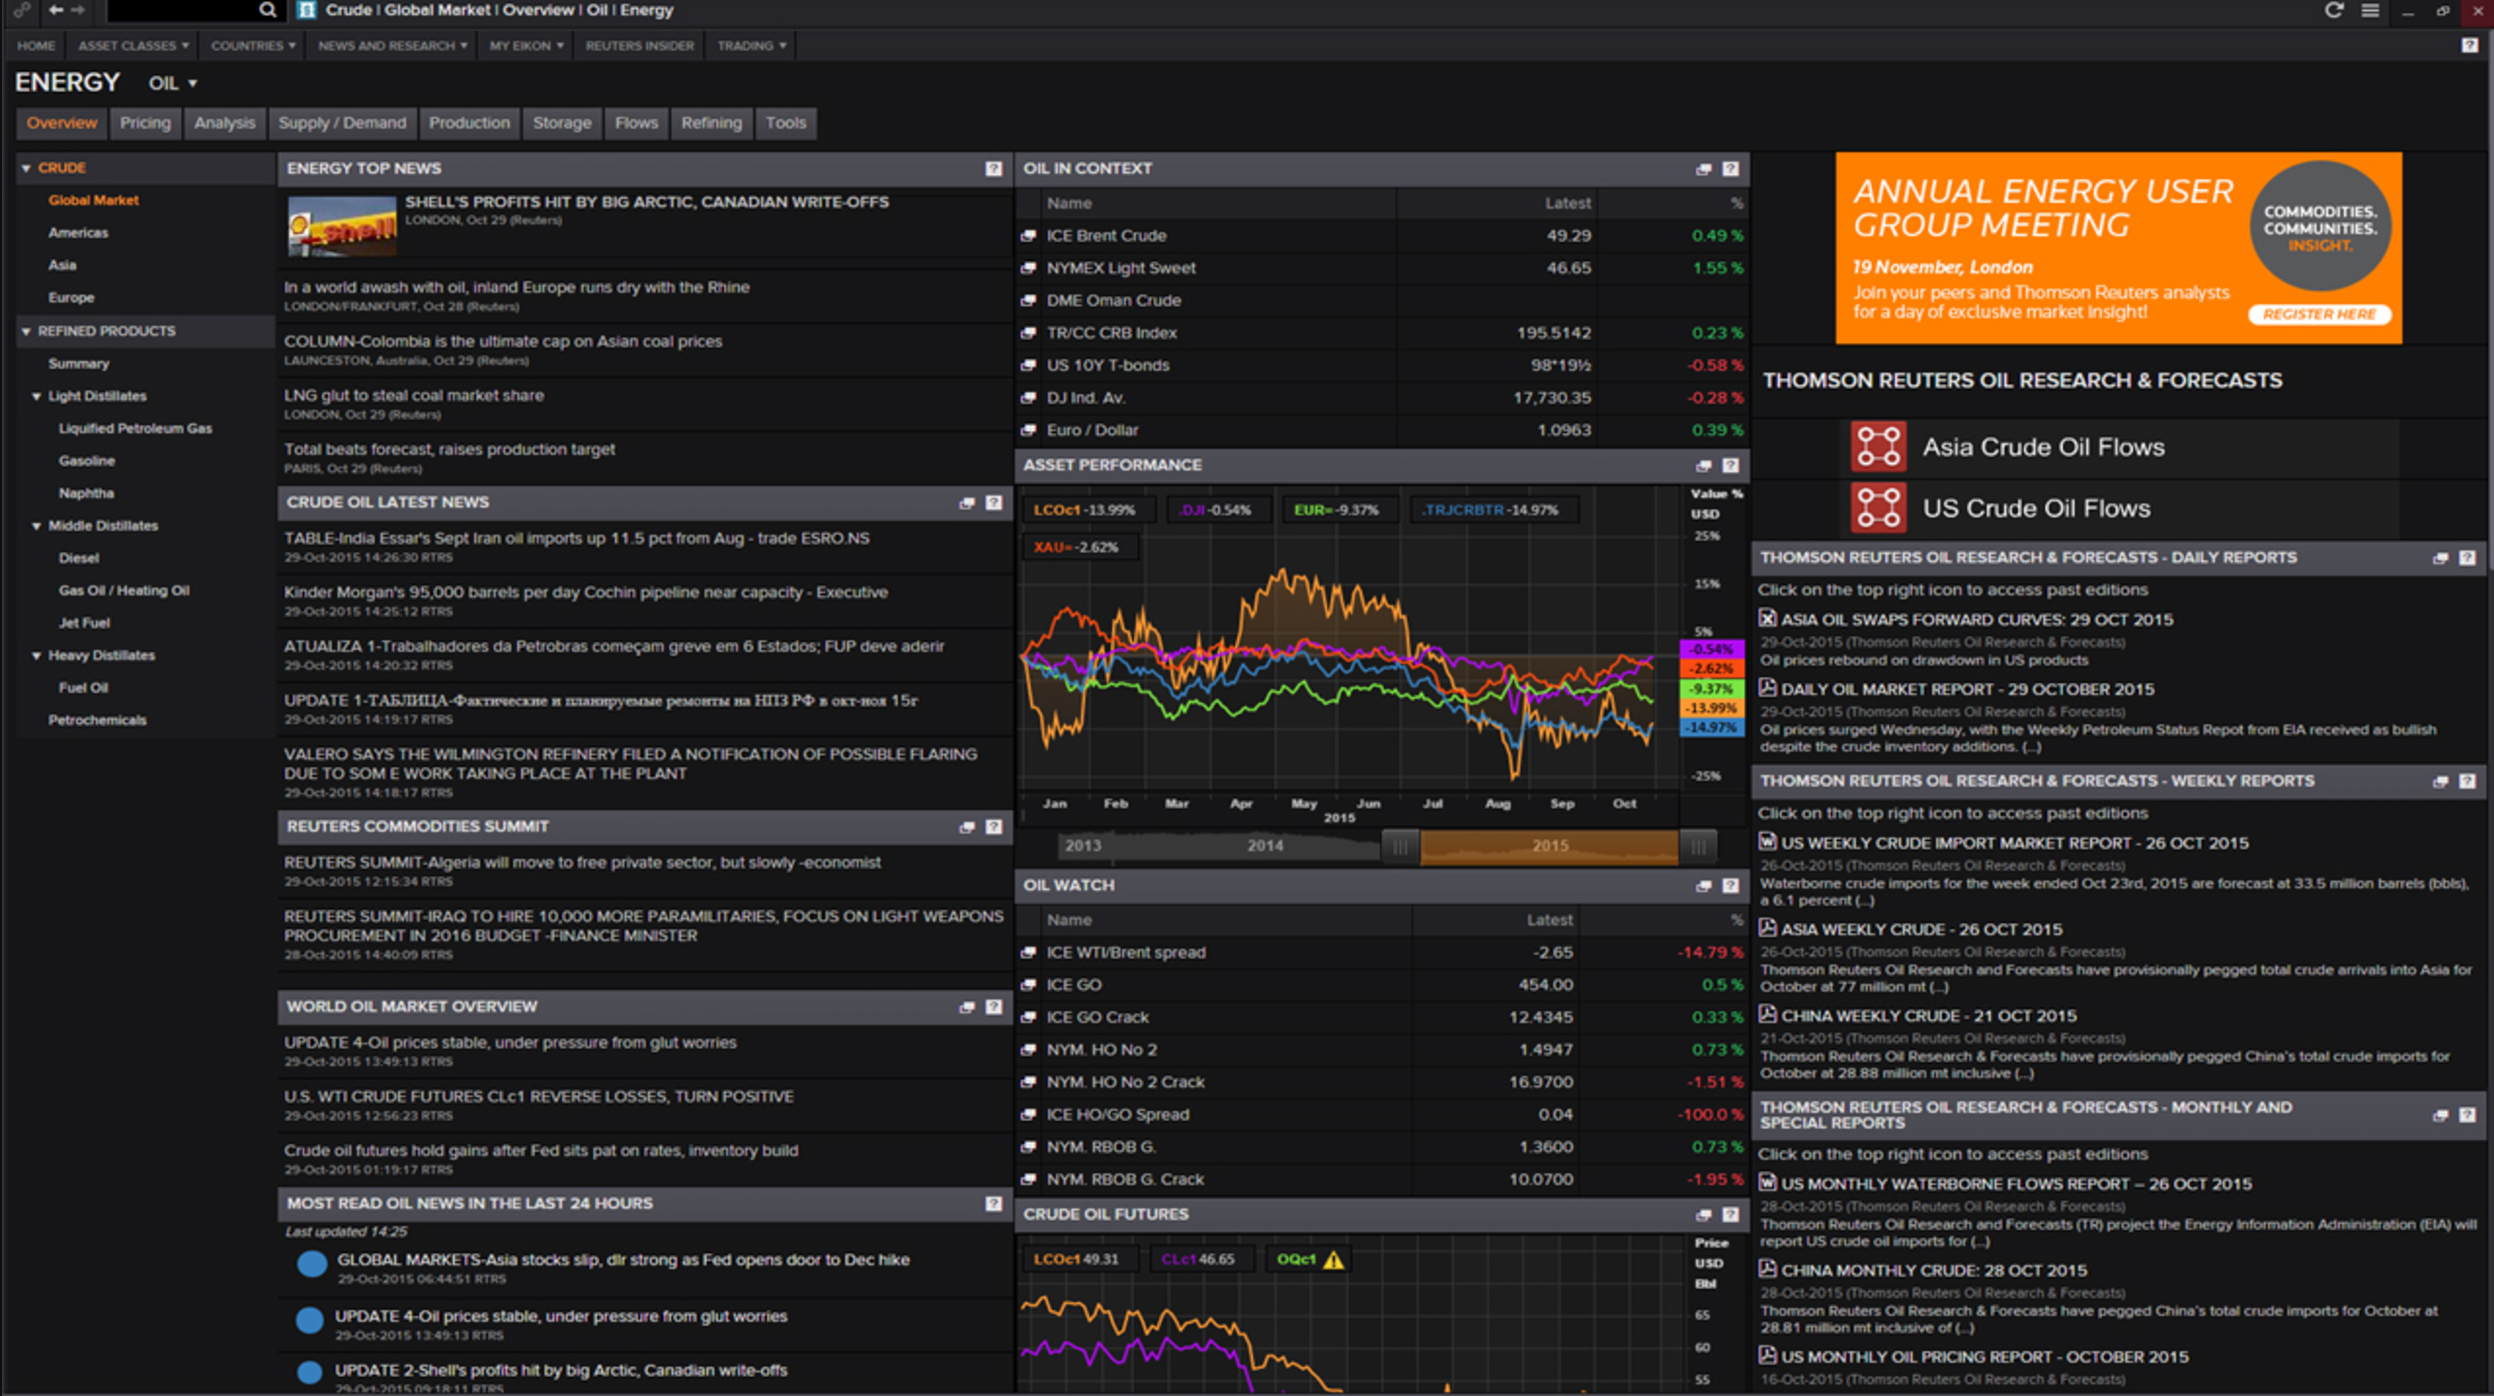 Crude | Global Market | Overview | Oil | Energy
HOME ASSET CLASSES COUNTRIES NEWS AND RESEARCH MY EIKON REUTERS INSIDER TRADING
ENERGY OIL
Overview Pricing Analysis Supply / Demand Production Storage Flows Refining Tools
CRUDE
Global Market
Americas
Asia
Europe
REFINED PRODUCTS
Summary
Light Distillates
Liquified Petroleum Gas
Gasoline
Naphtha
Middle Distillates
Diesel
Gas Oil / Heating Oil
Jet Fuel
Heavy Distillates
Fuel Oil
Petrochemicals
ENERGY TOP NEWS
Shell
SHELL'S PROFITS HIT BY BIG ARCTIC, CANADIAN WRITE-OFFS
LONDON, Oct 29 (Reuters)
In a world awash with oil, inland Europe runs dry with the Rhine
LONDON/FRANKFURT, Oct 28 (Reuters)
COLUMN-Colombia is the ultimate cap on Asian coal prices
LAUNCESTON, Australia, Oct 29 (Reuters)
LNG glut to steal coal market share
LONDON, Oct 29 (Reuters)
Total beats forecast, raises production target
PARIS, Oct 29 (Reuters)
CRUDE OIL LATEST NEWS
TABLE-India Essar's Sept Iran oil imports up 11.5 pct from Aug - trade ESRO.NS
29-Oct-2015 14:26:30 RTRS
Kinder Morgan's 95,000 barrels per day Cochin pipeline near capacity - Executive
29-Oct-2015 14:25:12 RTRS
ATUALIZA 1-Trabalhadores da Petrobras começam greve em 6 Estados; FUP deve aderir
29-Oct-2015 14:20:32 RTRS
UPDATE 1-ТАБЛИЦА-Фактические и планируемые ремонты на НПЗ РФ в окт-ноя 15г
29-Oct-2015 14:19:17 RTRS
VALERO SAYS THE WILMINGTON REFINERY FILED A NOTIFICATION OF POSSIBLE FLARING
DUE TO SOM E WORK TAKING PLACE AT THE PLANT
29-Oct-2015 14:18:17 RTRS
REUTERS COMMODITIES SUMMIT
REUTERS SUMMIT-Algeria will move to free private sector, but slowly -economist
29-Oct-2015 12:15:34 RTRS
REUTERS SUMMIT-IRAQ TO HIRE 10,000 MORE PARAMILITARIES, FOCUS ON LIGHT WEAPONS
PROCUREMENT IN 2016 BUDGET -FINANCE MINISTER
28-Oct-2015 14:40:09 RTRS
WORLD OIL MARKET OVERVIEW
UPDATE 4-Oil prices stable, under pressure from glut worries
29-Oct-2015 13:49:13 RTRS
U.S. WTI CRUDE FUTURES CLc1 REVERSE LOSSES, TURN POSITIVE
29-Oct-2015 12:56:23 RTRS
Crude oil futures hold gains after Fed sits pat on rates, inventory build
29-Oct-2015 01:19:17 RTRS
MOST READ OIL NEWS IN THE LAST 24 HOURS
Last updated 14:25
GLOBAL MARKETS-Asia stocks slip, dlr strong as Fed opens door to Dec hike
29-Oct-2015 06:44:51 RTRS
UPDATE 4-Oil prices stable, under pressure from glut worries
29-Oct-2015 13:49:13 RTRS
UPDATE 2-Shell's profits hit by big Arctic, Canadian write-offs
29-Oct-2015 09:18:11 RTRS
OIL IN CONTEXT
Name Latest %
ICE Brent Crude 49.29 0.49 %
NYMEX Light Sweet 46.65 1.55 %
DME Oman Crude
TR/CC CRB Index 195.5142 0.23 %
US 10Y T-bonds 98*19½ -0.58 %
DJ Ind. Av. 17,730.35 -0.28 %
Euro / Dollar 1.0963 0.39 %
ASSET PERFORMANCE
LCOc1 -13.99% .DJI -0.54% EUR= -9.37% .TRJCRBTR -14.97%
XAU= -2.62%
Value %
USD
25%
15%
5%
-0.54%
-2.62%
-9.37%
-13.99%
-14.97%
-25%
Jan Feb Mar Apr May Jun Jul Aug Sep Oct
2015
2013 2014 2015
OIL WATCH
Name Latest %
ICE WTI/Brent spread -2.65 -14.79 %
ICE GO 454.00 0.5 %
ICE GO Crack 12.4345 0.33 %
NYM. HO No 2 1.4947 0.73 %
NYM. HO No 2 Crack 16.9700 -1.51 %
ICE HO/GO Spread 0.04 -100.0 %
NYM. RBOB G. 1.3600 0.73 %
NYM. RBOB G. Crack 10.0700 -1.95 %
CRUDE OIL FUTURES
LCOc1 49.31 CLc1 46.65 OQc1
Price
USD
Bbl
65
60
55
ANNUAL ENERGY USER
GROUP MEETING
19 November, London
Join your peers and Thomson Reuters analysts
for a day of exclusive market Insight!
COMMODITIES.
COMMUNITIES.
INSIGHT.
REGISTER HERE
THOMSON REUTERS OIL RESEARCH & FORECASTS
Asia Crude Oil Flows
US Crude Oil Flows
THOMSON REUTERS OIL RESEARCH & FORECASTS - DAILY REPORTS
Click on the top right icon to access past editions
ASIA OIL SWAPS FORWARD CURVES: 29 OCT 2015
29-Oct-2015 (Thomson Reuters Oil Research & Forecasts)
Oil prices rebound on drawdown in US products
DAILY OIL MARKET REPORT - 29 OCTOBER 2015
29-Oct-2015 (Thomson Reuters Oil Research & Forecasts)
Oil prices surged Wednesday, with the Weekly Petroleum Status Repot from EIA received as bullish
despite the crude inventory additions. (...)
THOMSON REUTERS OIL RESEARCH & FORECASTS - WEEKLY REPORTS
Click on the top right icon to access past editions
US WEEKLY CRUDE IMPORT MARKET REPORT - 26 OCT 2015
26-Oct-2015 (Thomson Reuters Oil Research & Forecasts)
Waterborne crude imports for the week ended Oct 23rd, 2015 are forecast at 33.5 million barrels (bbls),
a 6.1 percent (...)
ASIA WEEKLY CRUDE - 26 OCT 2015
26-Oct-2015 (Thomson Reuters Oil Research & Forecasts)
Thomson Reuters Oil Research and Forecasts have provisionally pegged total crude arrivals into Asia for
October at 77 million mt (...)
CHINA WEEKLY CRUDE - 21 OCT 2015
21-Oct-2015 (Thomson Reuters Oil Research & Forecasts)
Thomson Reuters Oil Research & Forecasts have provisionally pegged China's total crude imports for
October at 28.88 million mt inclusive (...)
THOMSON REUTERS OIL RESEARCH & FORECASTS - MONTHLY AND
SPECIAL REPORTS
Click on the top right icon to access past editions
US MONTHLY WATERBORNE FLOWS REPORT – 26 OCT 2015
28-Oct-2015 (Thomson Reuters Oil Research & Forecasts)
Thomson Reuters Oil Research and Forecasts (TR) project the Energy Information Administration (EIA) will
report US crude oil imports for (...)
CHINA MONTHLY CRUDE: 28 OCT 2015
28-Oct-2015 (Thomson Reuters Oil Research & Forecasts)
Thomson Reuters Oil Research & Forecasts have pegged China's total crude imports for October at
28.81 million mt inclusive of (...)
US MONTHLY OIL PRICING REPORT - OCTOBER 2015
16-Oct-2015 (Thomson Reuters Oil Research & Forecasts)